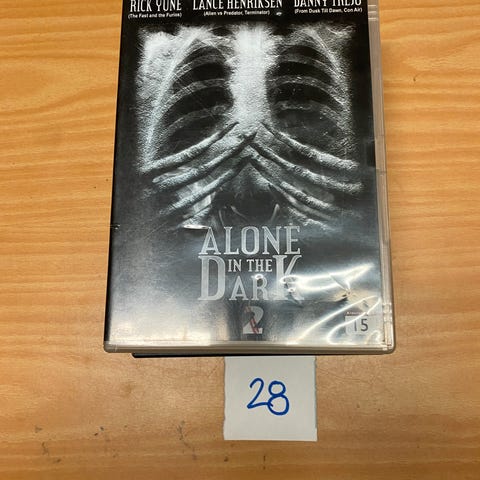 RICK YUNE LANCE HENRIKSEN DANNY TREJO
(The Fast and the Furios) (Alien vs Predator, Terminator) (From Dusk Till Dawn, Con Air)
ALONE
IN THE
DARK
2
15
28